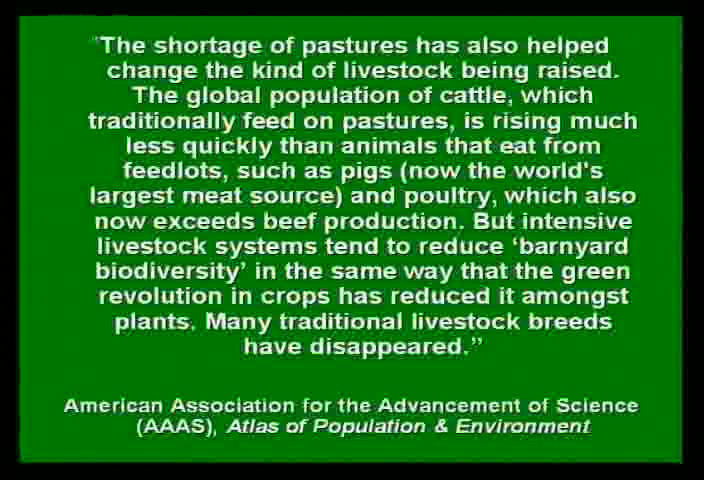 "The shortage of pastures has also helped
change the kind of livestock being raised.
The global population of cattle, which
traditionally feed on pastures, is rising much
less quickly than animals that eat from
feedlots, such as pigs (now the world's
largest meat source) and poultry, which also
now exceeds beef production. But intensive
livestock systems tend to reduce ‘barnyard
biodiversity’ in the same way that the green
revolution in crops has reduced it amongst
plants. Many traditional livestock breeds
have disappeared.”
American Association for the Advancement of Science
(AAAS), Atlas of Population & Environment